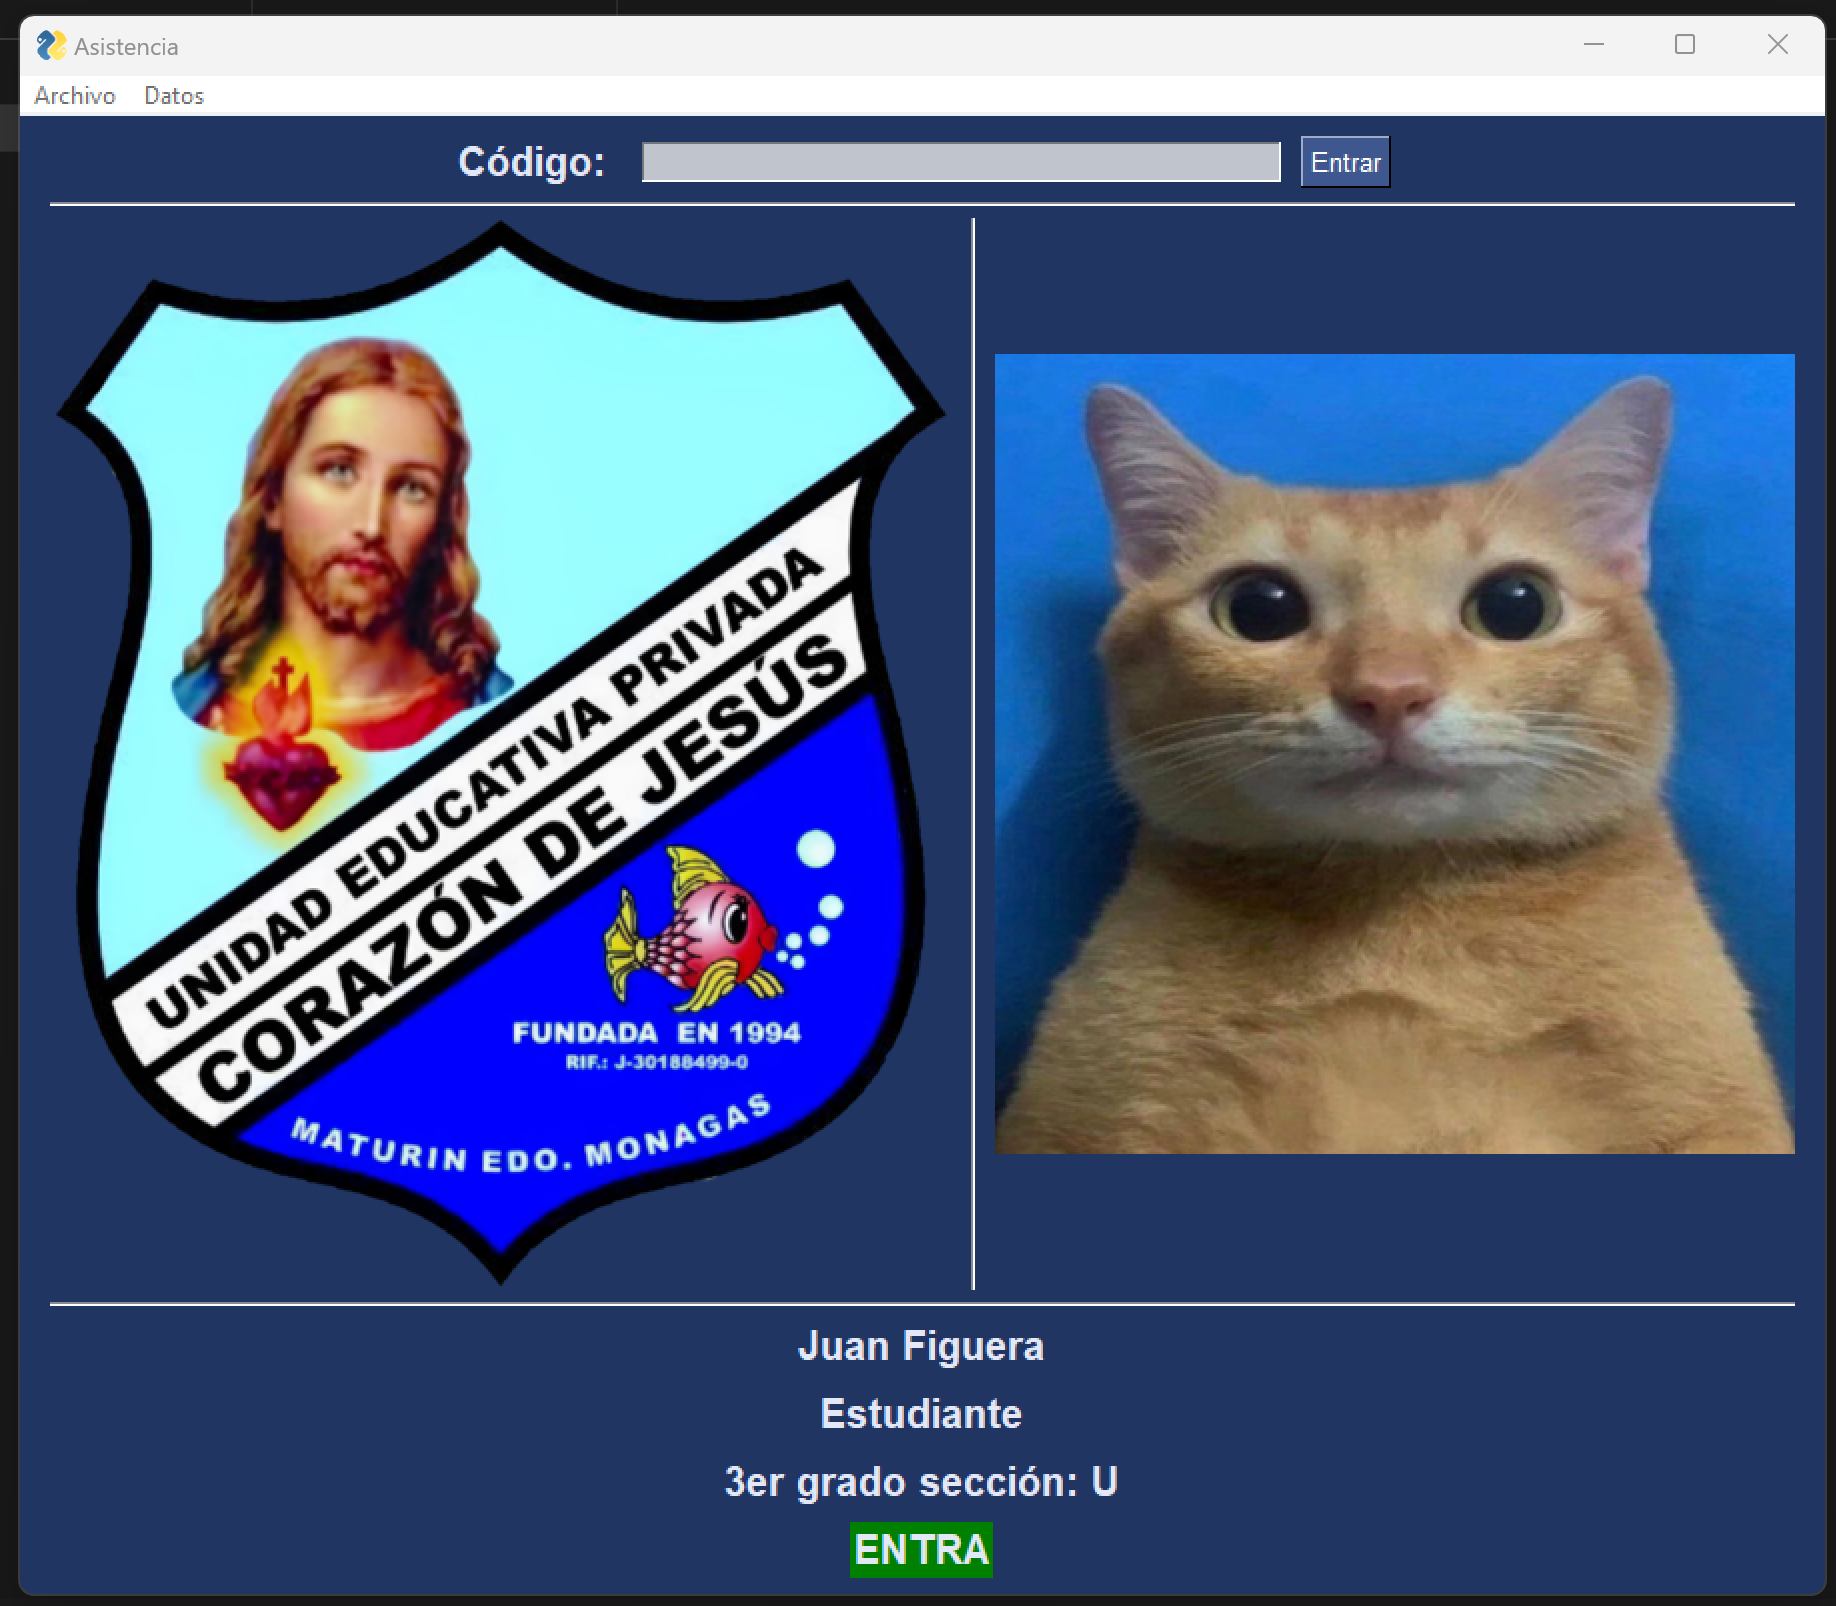 Asistencia
Archivo Datos
Código:
Entrar
UNIDAD EDUCATIVA PRIVADA
CORAZÓN DE JESÚS
FUNDADA EN 1994
RIF.: J-30188499-0
MATURIN EDO. MONAGAS
Juan Figuera
Estudiante
3er grado sección: U
ENTRA